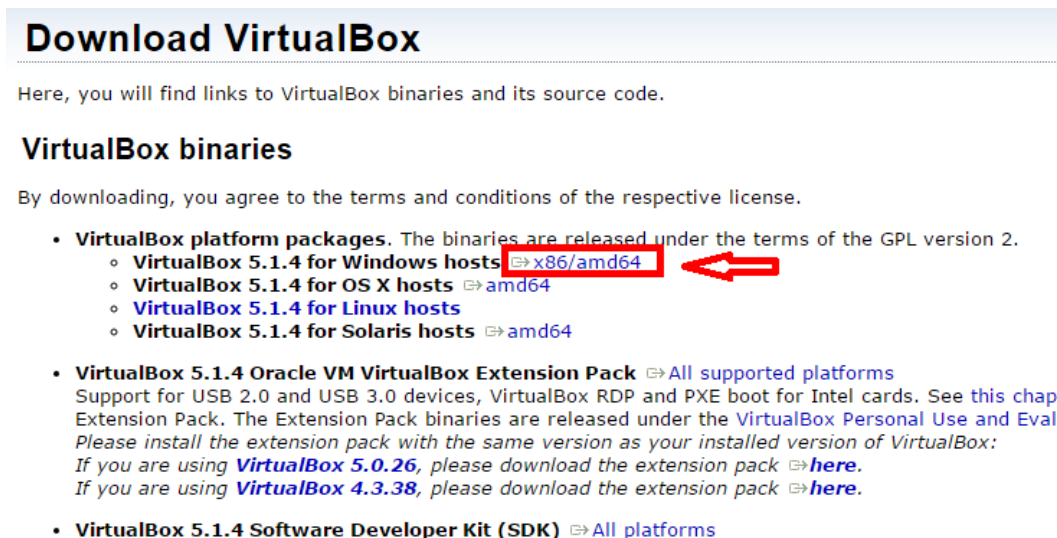 Download VirtualBox
Here, you will find links to VirtualBox binaries and its source code.
VirtualBox binaries
By downloading, you agree to the terms and conditions of the respective license.
• VirtualBox platform packages. The binaries are released under the terms of the GPL version 2.
◦ VirtualBox 5.1.4 for Windows hosts x86/amd64
◦ VirtualBox 5.1.4 for OS X hosts amd64
◦ VirtualBox 5.1.4 for Linux hosts
◦ VirtualBox 5.1.4 for Solaris hosts amd64
• VirtualBox 5.1.4 Oracle VM VirtualBox Extension Pack All supported platforms
Support for USB 2.0 and USB 3.0 devices, VirtualBox RDP and PXE boot for Intel cards. See this chap
Extension Pack. The Extension Pack binaries are released under the VirtualBox Personal Use and Eval
Please install the extension pack with the same version as your installed version of VirtualBox:
If you are using VirtualBox 5.0.26, please download the extension pack here.
If you are using VirtualBox 4.3.38, please download the extension pack here.
• VirtualBox 5.1.4 Software Developer Kit (SDK) All platforms